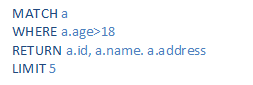 MATCH a
WHERE a.age>18
RETURN a.id, a.name. a.address
LIMIT 5